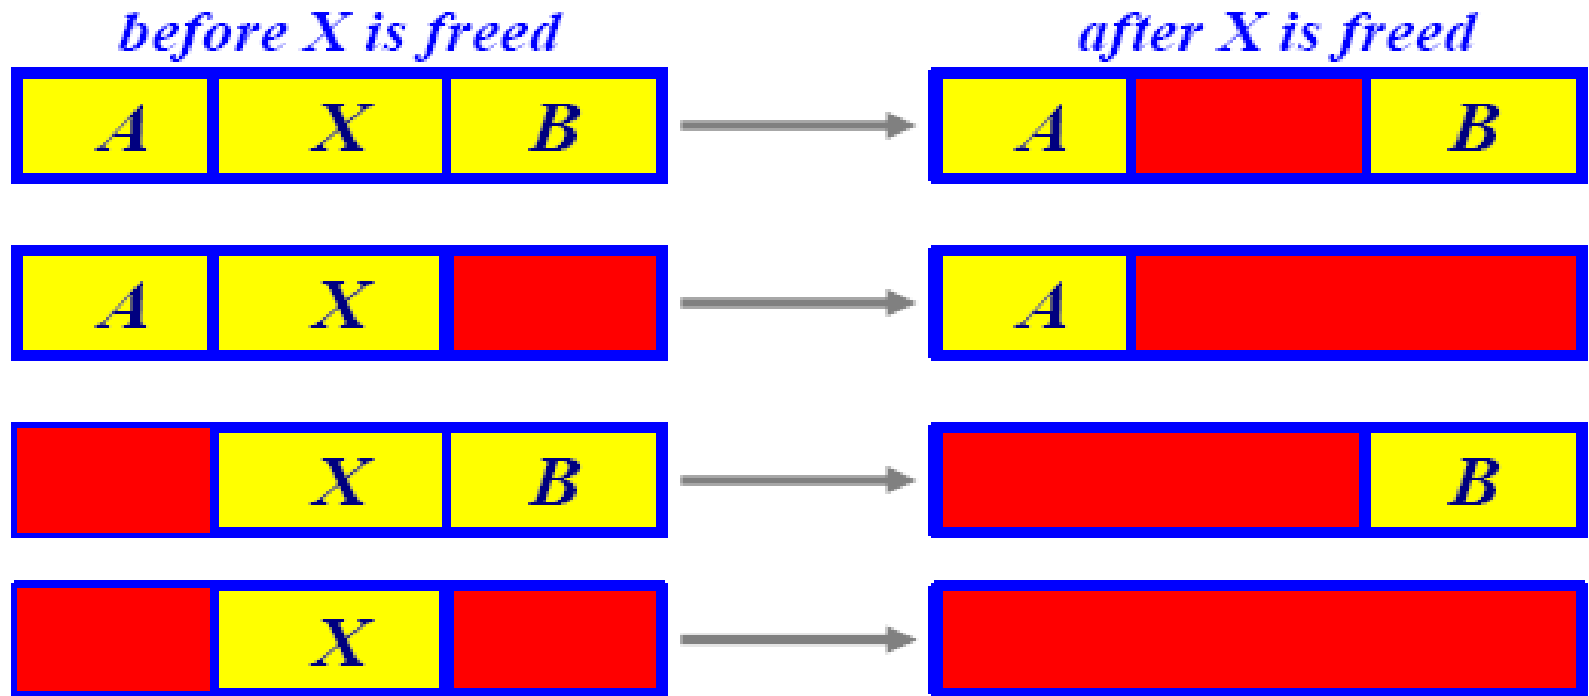 before X is freed after X is freed
A X B A B
A X A
X B B
X